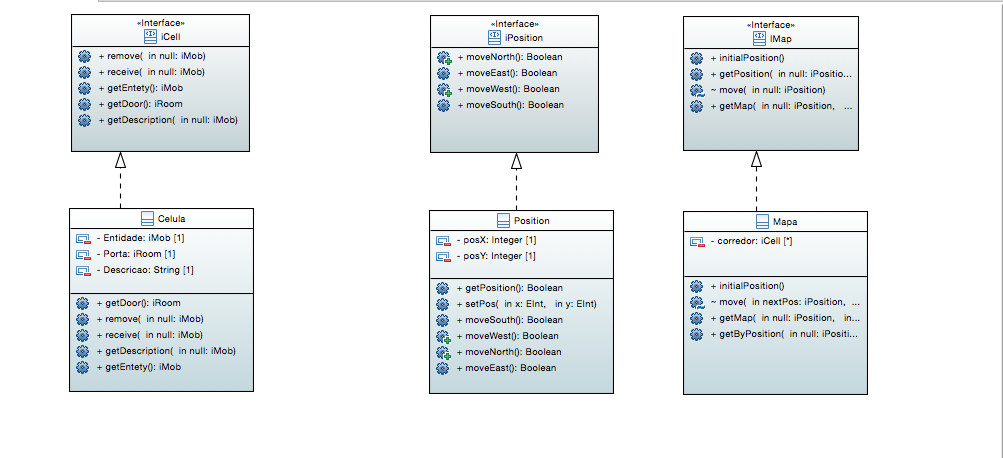 «Interface»
iCell
+ remove( in null: iMob)
+ receive( in null: iMob)
+ getEntety(): iMob
+ getDoor(): iRoom
+ getDescription( in null: iMob)
Celula
- Entidade: iMob [1]
- Porta: iRoom [1]
- Descricao: String [1]
+ getDoor(): iRoom
+ remove( in null: iMob)
+ receive( in null: iMob)
+ getDescription( in null: iMob)
+ getEntety(): iMob
«Interface»
iPosition
+ moveNorth(): Boolean
+ moveEast(): Boolean
+ moveWest(): Boolean
+ moveSouth(): Boolean
Position
- posX: Integer [1]
- posY: Integer [1]
+ getPosition(): Boolean
+ setPos( in x: EInt, in y: EInt)
+ moveSouth(): Boolean
+ moveWest(): Boolean
+ moveNorth(): Boolean
+ moveEast(): Boolean
«Interface»
IMap
+ initialPosition()
+ getPosition( in null: iPositio...
~ move( in null: iPosition)
+ getMap( in null: iPosition, ...
Mapa
- corredor: iCell [*]
+ initialPosition()
~ move( in nextPos: iPosition, ...
+ getMap( in null: iPosition, in...
+ getByPosition( in null: iPositi...